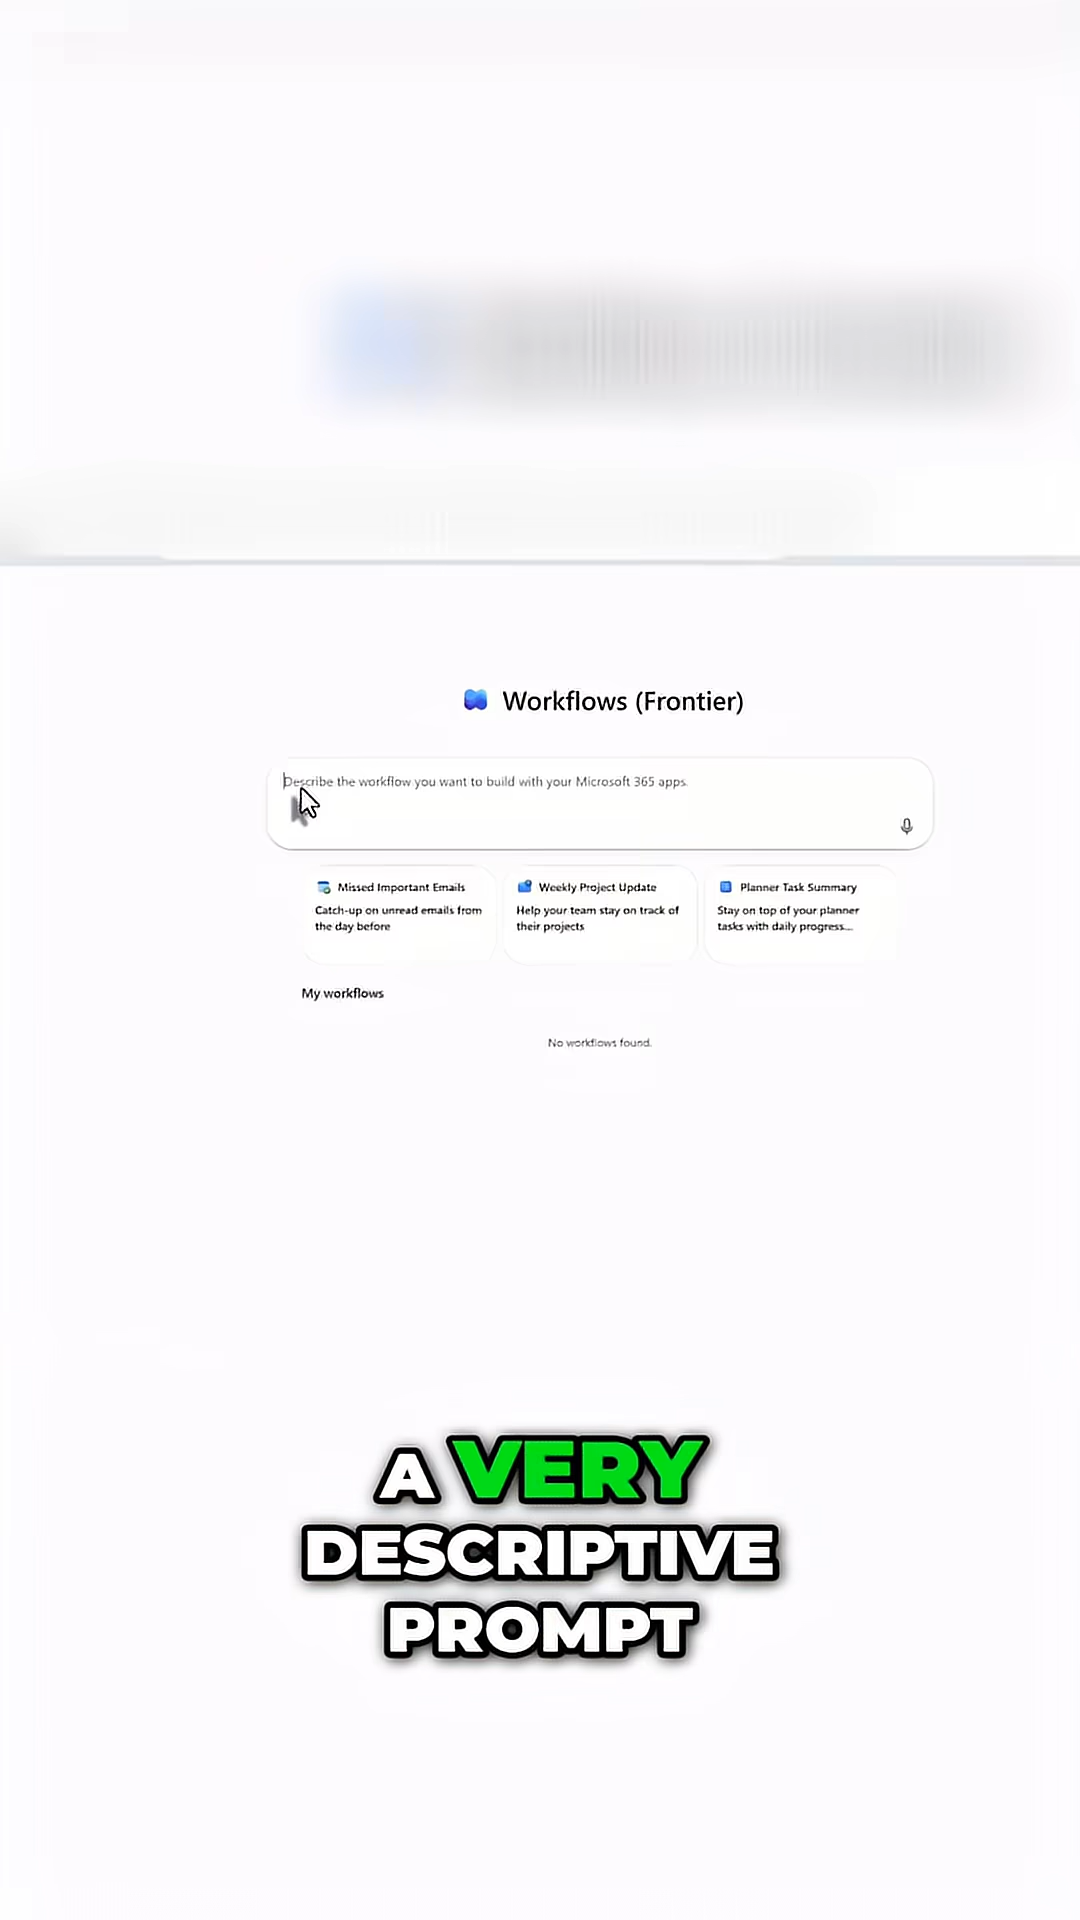 Workflows (Frontier)
Describe the workflow you want to build with your Microsoft 365 apps.
Missed Important Emails
Catch-up on unread emails from
the day before
Weekly Project Update
Help your team stay on track of
their projects
Planner Task Summary
Stay on top of your planner
tasks with daily progress...
My workflows
No workflows found.
A VERY
DESCRIPTIVE
PROMPT